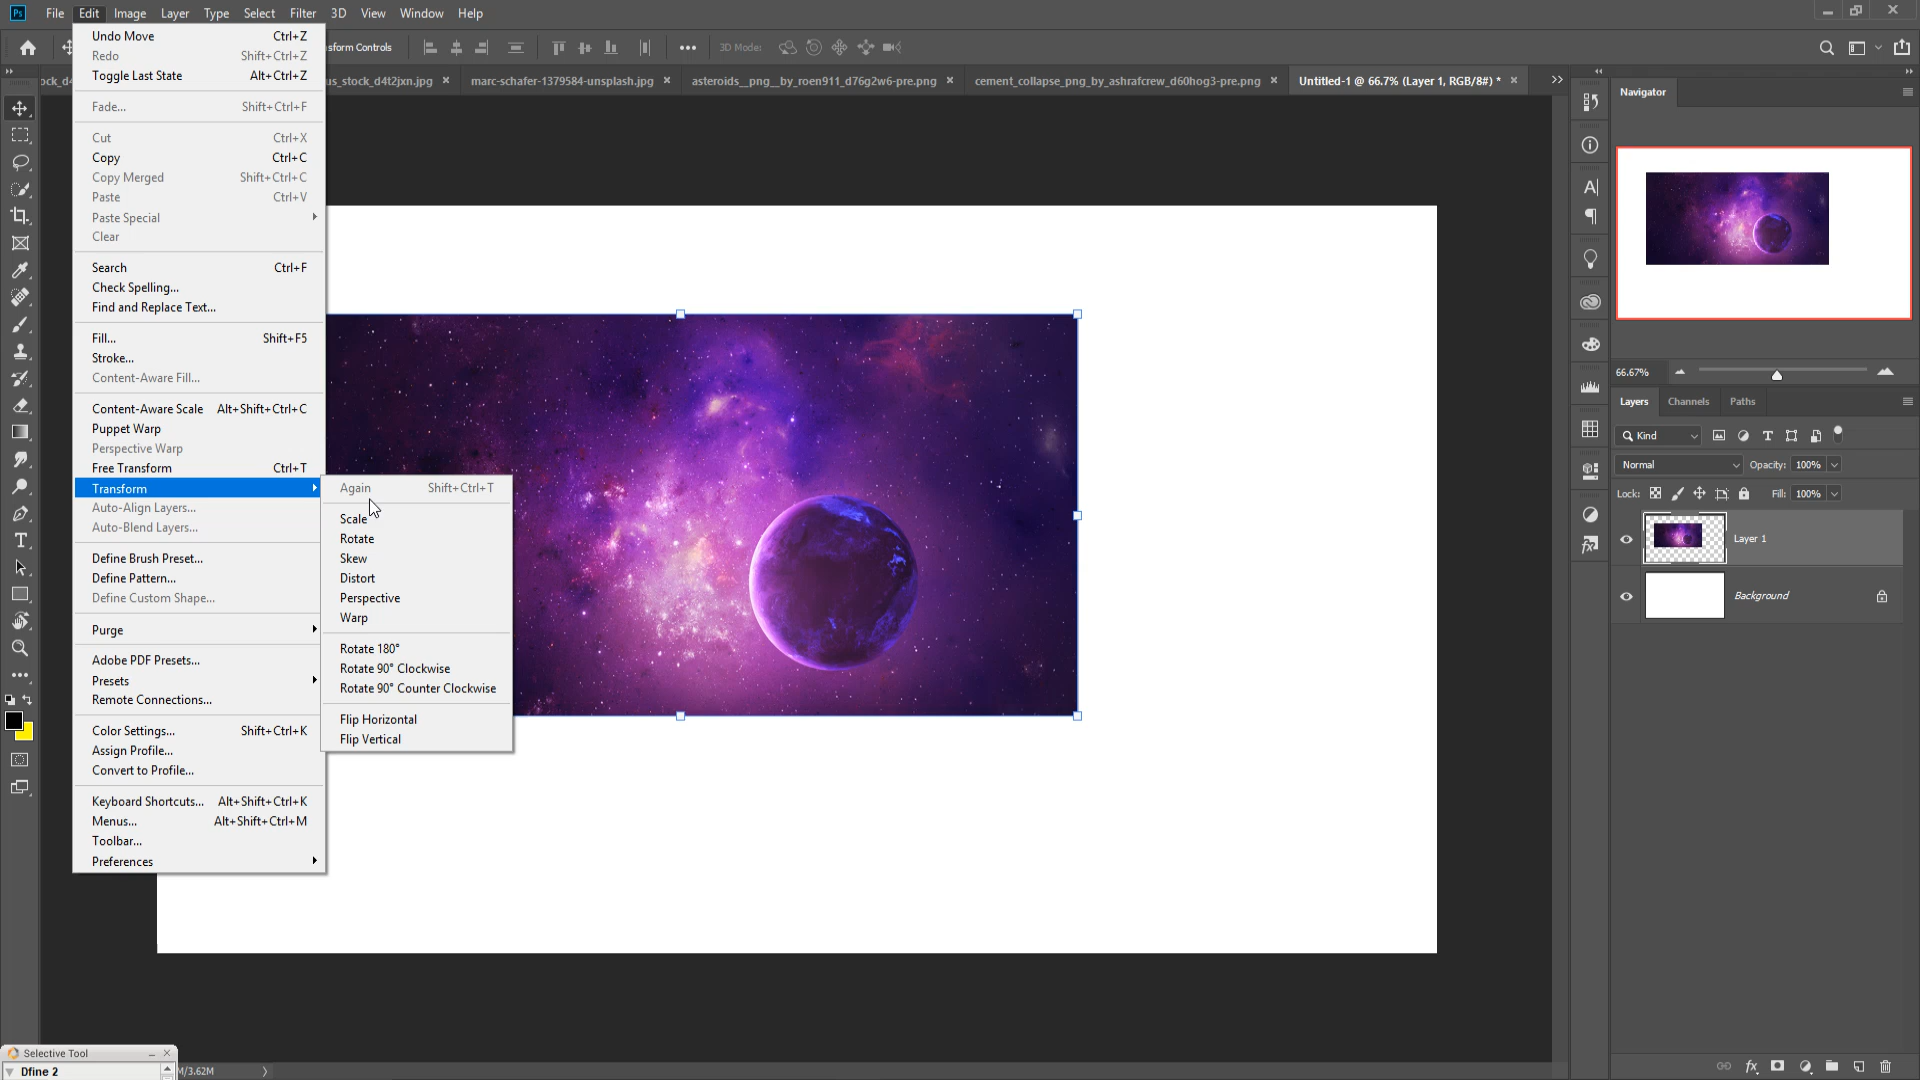 Ps File Edit Image Layer Type Select Filter 3D View Window Help
sform Controls 3D Mode:
us_stock_d4t2jxn.jpg × marc-schafer-1379584-unsplash.jpg × asteroids__png__by_roen911_d76g2w6-pre.png × cement_collapse_png_by_ashrafcrew_d60hog3-pre.png × Untitled-1 @ 66.7% (Layer 1, RGB/8#) * ×
Undo Move Ctrl+Z
Redo Shift+Ctrl+Z
Toggle Last State Alt+Ctrl+Z
Fade... Shift+Ctrl+F
Cut Ctrl+X
Copy Ctrl+C
Copy Merged Shift+Ctrl+C
Paste Ctrl+V
Paste Special
Clear
Search Ctrl+F
Check Spelling...
Find and Replace Text...
Fill... Shift+F5
Stroke...
Content-Aware Fill...
Content-Aware Scale Alt+Shift+Ctrl+C
Puppet Warp
Perspective Warp
Free Transform Ctrl+T
Transform
Auto-Align Layers...
Auto-Blend Layers...
Define Brush Preset...
Define Pattern...
Define Custom Shape...
Purge
Adobe PDF Presets...
Presets
Remote Connections...
Color Settings... Shift+Ctrl+K
Assign Profile...
Convert to Profile...
Keyboard Shortcuts... Alt+Shift+Ctrl+K
Menus... Alt+Shift+Ctrl+M
Toolbar...
Preferences
Again Shift+Ctrl+T
Scale
Rotate
Skew
Distort
Perspective
Warp
Rotate 180°
Rotate 90° Clockwise
Rotate 90° Counter Clockwise
Flip Horizontal
Flip Vertical
Navigator
66.67%
Layers Channels Paths
Kind
Normal Opacity: 100%
Lock: Fill: 100%
Layer 1
Background
Selective Tool
Dfine 2
M/3.62M